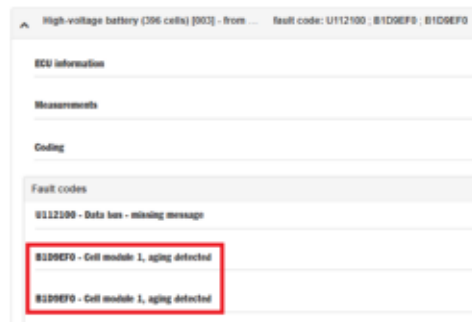 High-voltage battery (396 cells) [003] - from ... fault code: U112100 ; B1D9EF0 ; B1D9EF0
ECU information
Measurements
Coding
Fault codes
U112100 - Data bus - missing message
B1D9EF0 - Cell module 1, aging detected
B1D9EF0 - Cell module 1, aging detected